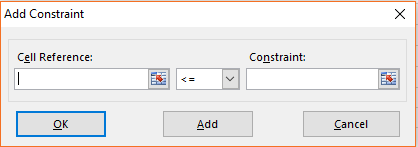 Add Constraint
Cell Reference: Constraint:
<=
OK Add Cancel